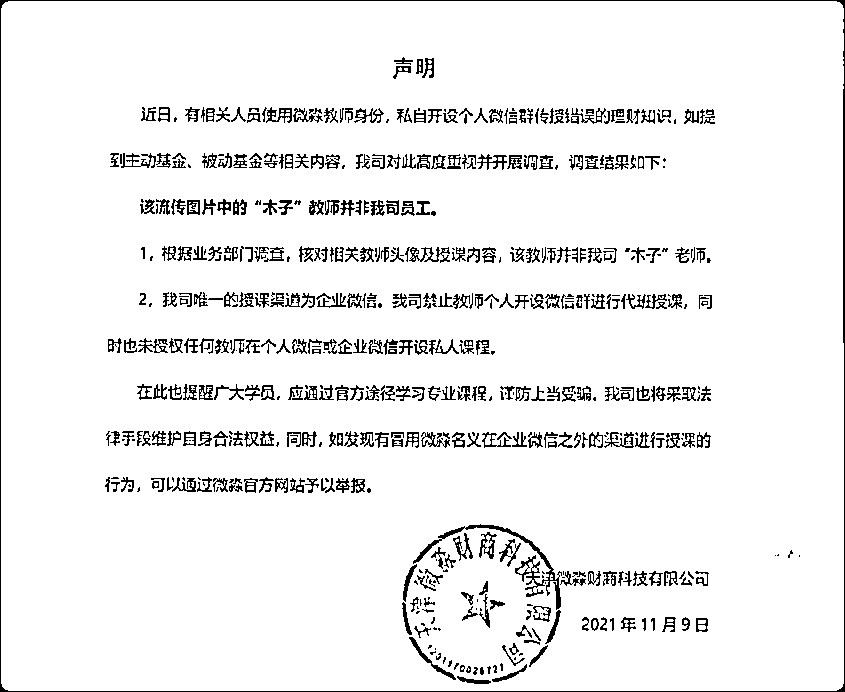 声明
近日，有相关人员使用微淼教师身份，私自开设个人微信群传授错误的理财知识，如提
到主动基金、被动基金等相关内容，我司对此高度重视并开展调查，调查结果如下：
该流传图片中的“木子”教师并非我司员工。
1，根据业务部门调查，核对相关教师头像及授课内容，该教师并非我司“木子”老师。
2，我司唯一的授课渠道为企业微信。我司禁止教师个人开设微信群进行代班授课，同
时也未授权任何教师在个人微信或企业微信开设私人课程。
在此也提醒广大学员，应通过官方途径学习专业课程，谨防上当受骗。我司也将采取法
律手段维护自身合法权益，同时，如发现有冒用微淼名义在企业微信之外的渠道进行授课的
行为，可以通过微淼官方网站予以举报。
天津微淼财商科技有限公司
2021年11月9日
天津微淼财商科技有限公司